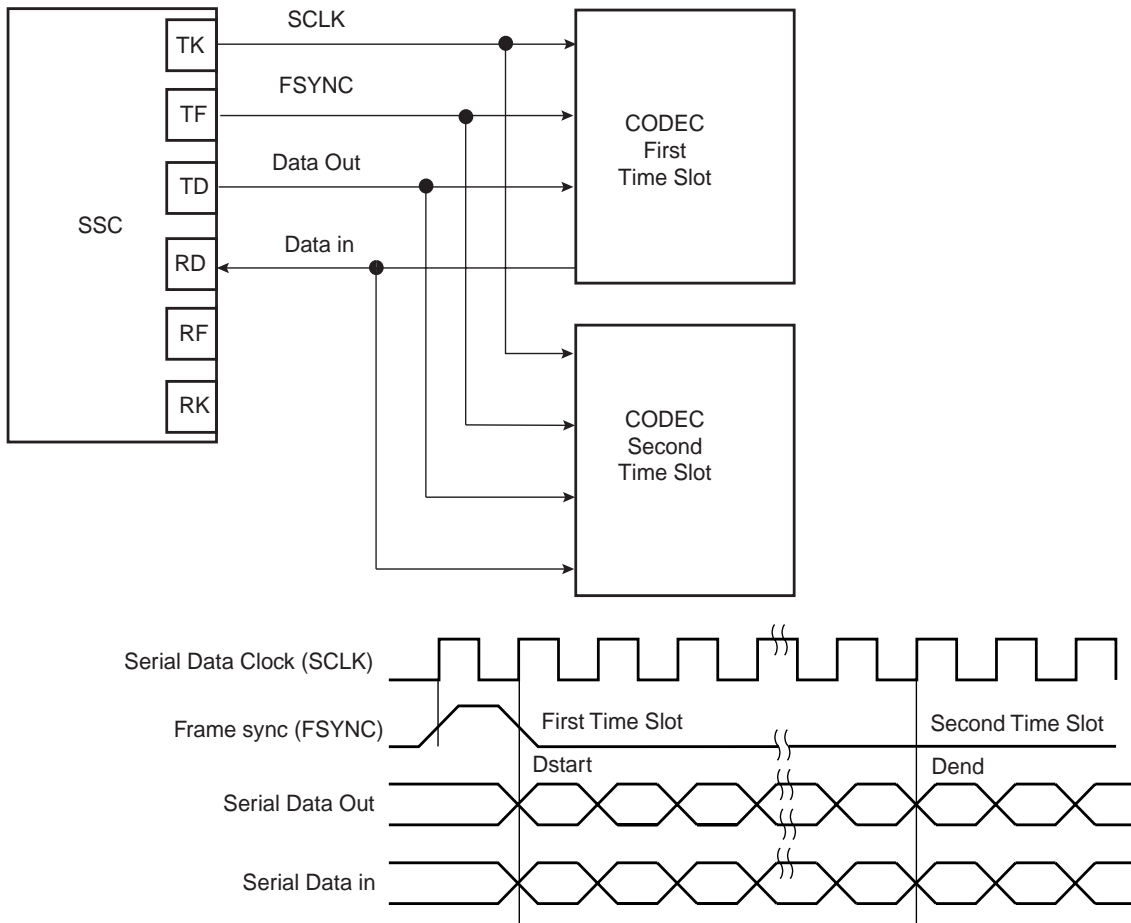 SSC
TK
TF
TD
RD
RF
RK
SCLK
FSYNC
Data Out
Data in
CODEC
First
Time Slot
CODEC
Second
Time Slot
Serial Data Clock (SCLK)
Frame sync (FSYNC)
First Time Slot
Second Time Slot
Dstart
Dend
Serial Data Out
Serial Data in